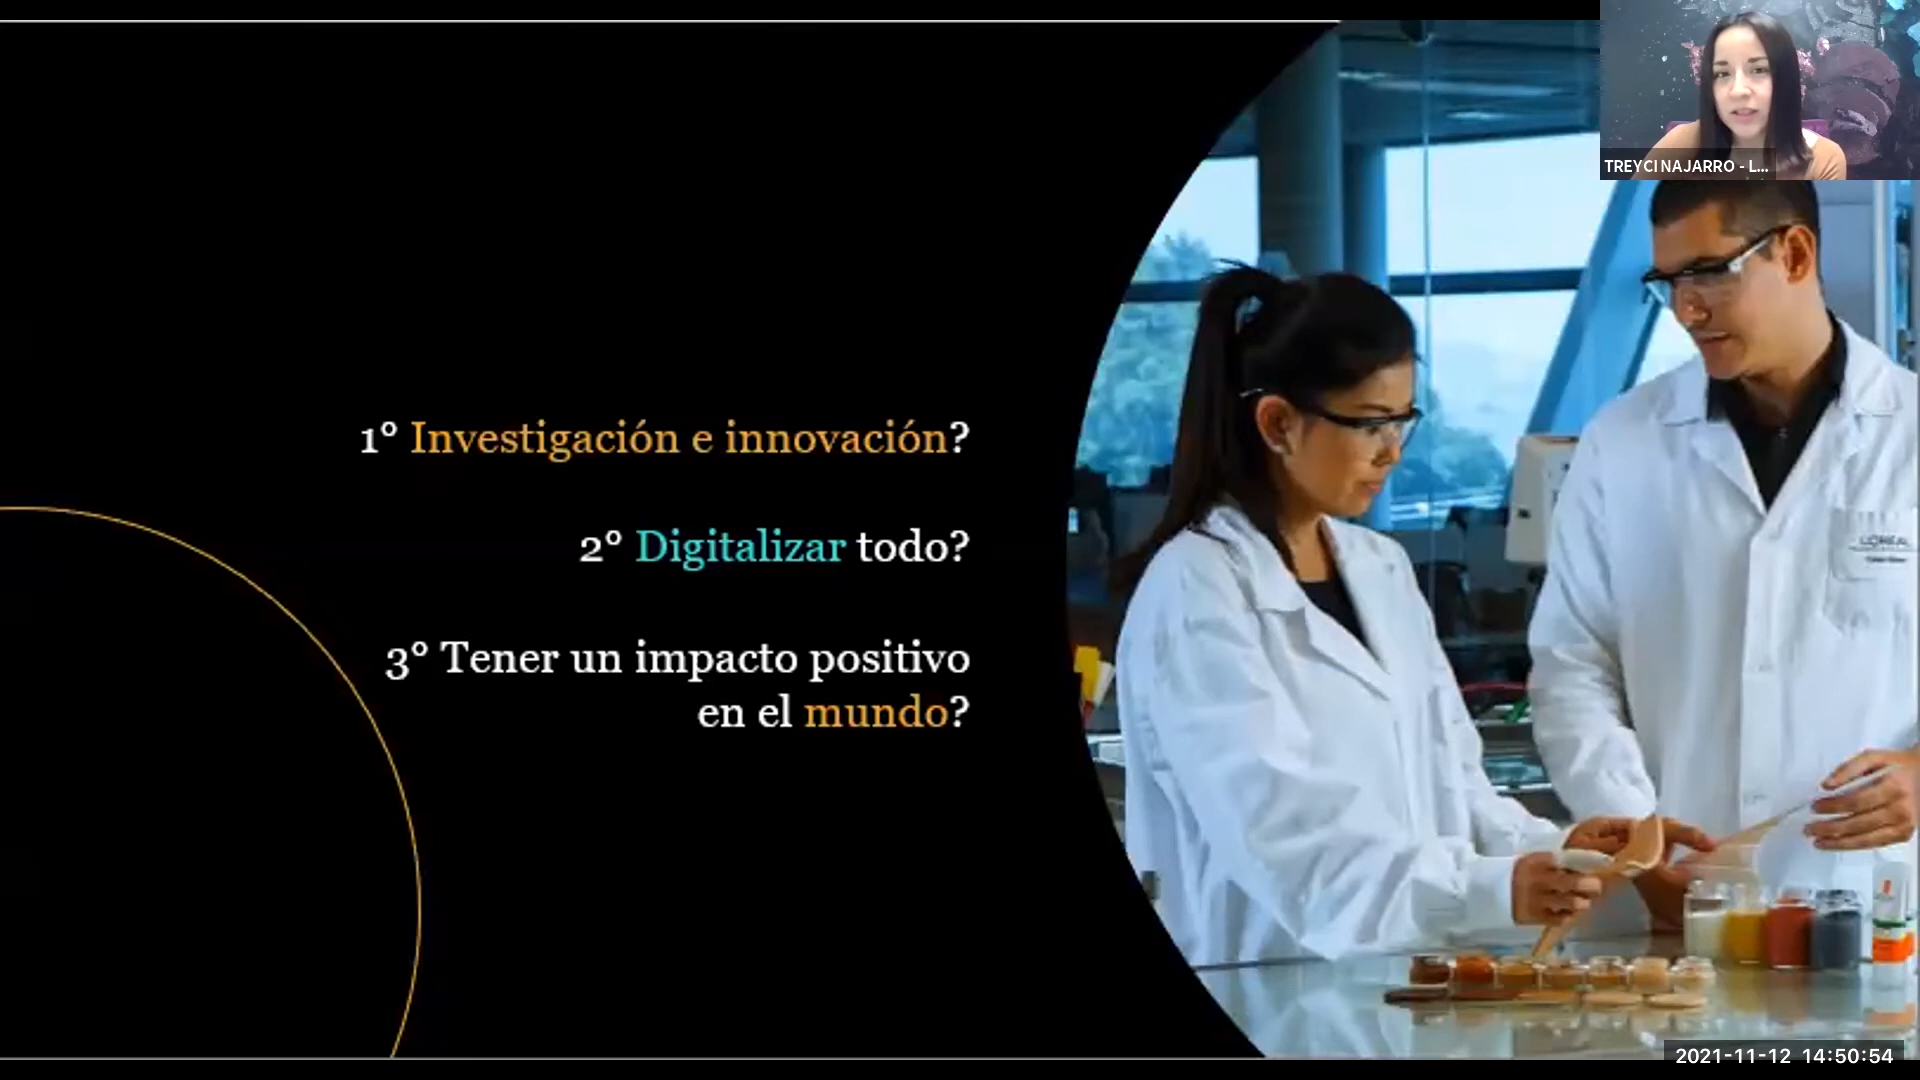 TREYCI NAJARRO - L...
1° Investigación e innovación?
2° Digitalizar todo?
3° Tener un impacto positivo
en el mundo?
L'ORÉAL
2021-11-12 14:50:54